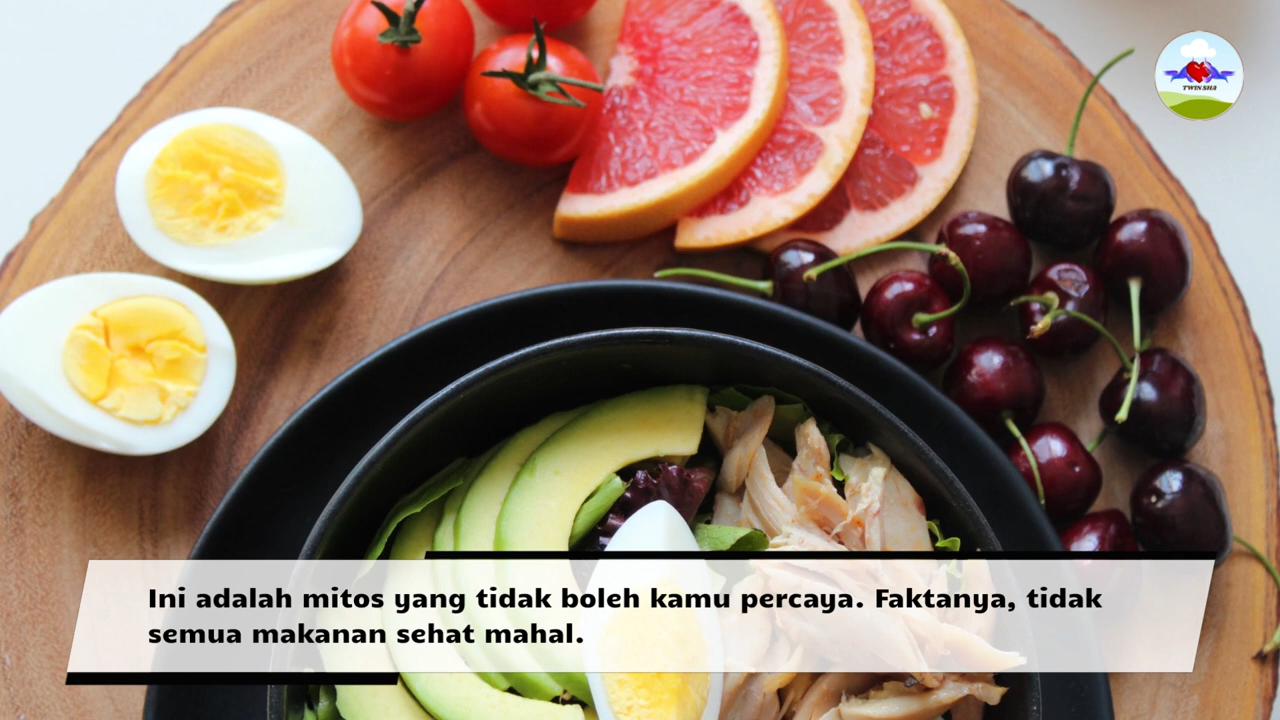 TWIN SHA
Ini adalah mitos yang tidak boleh kamu percaya. Faktanya, tidak
semua makanan sehat mahal.